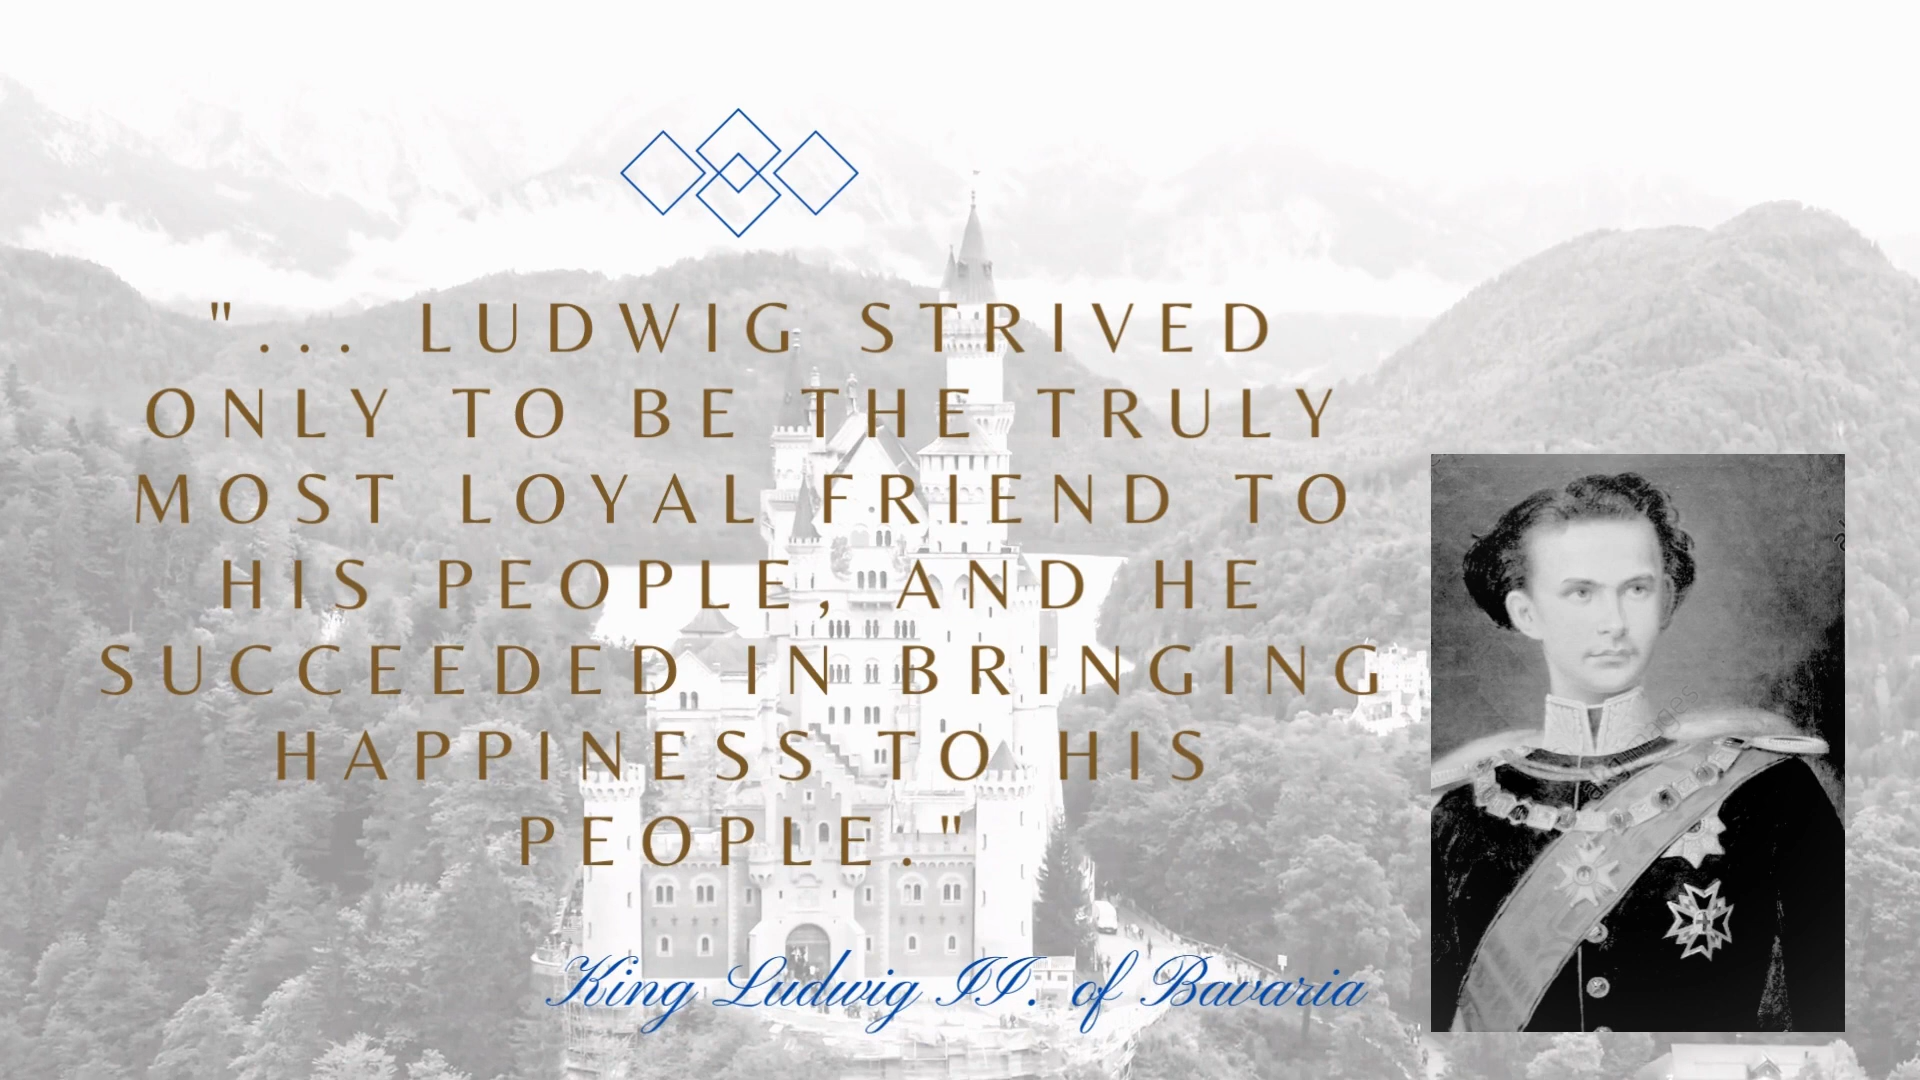 "... LUDWIG STRIVED
ONLY TO BE THE TRULY
MOST LOYAL FRIEND TO
HIS PEOPLE, AND HE
SUCCEEDED IN BRINGING
HAPPINESS TO HIS
PEOPLE."
King Ludwig II. of Bavaria